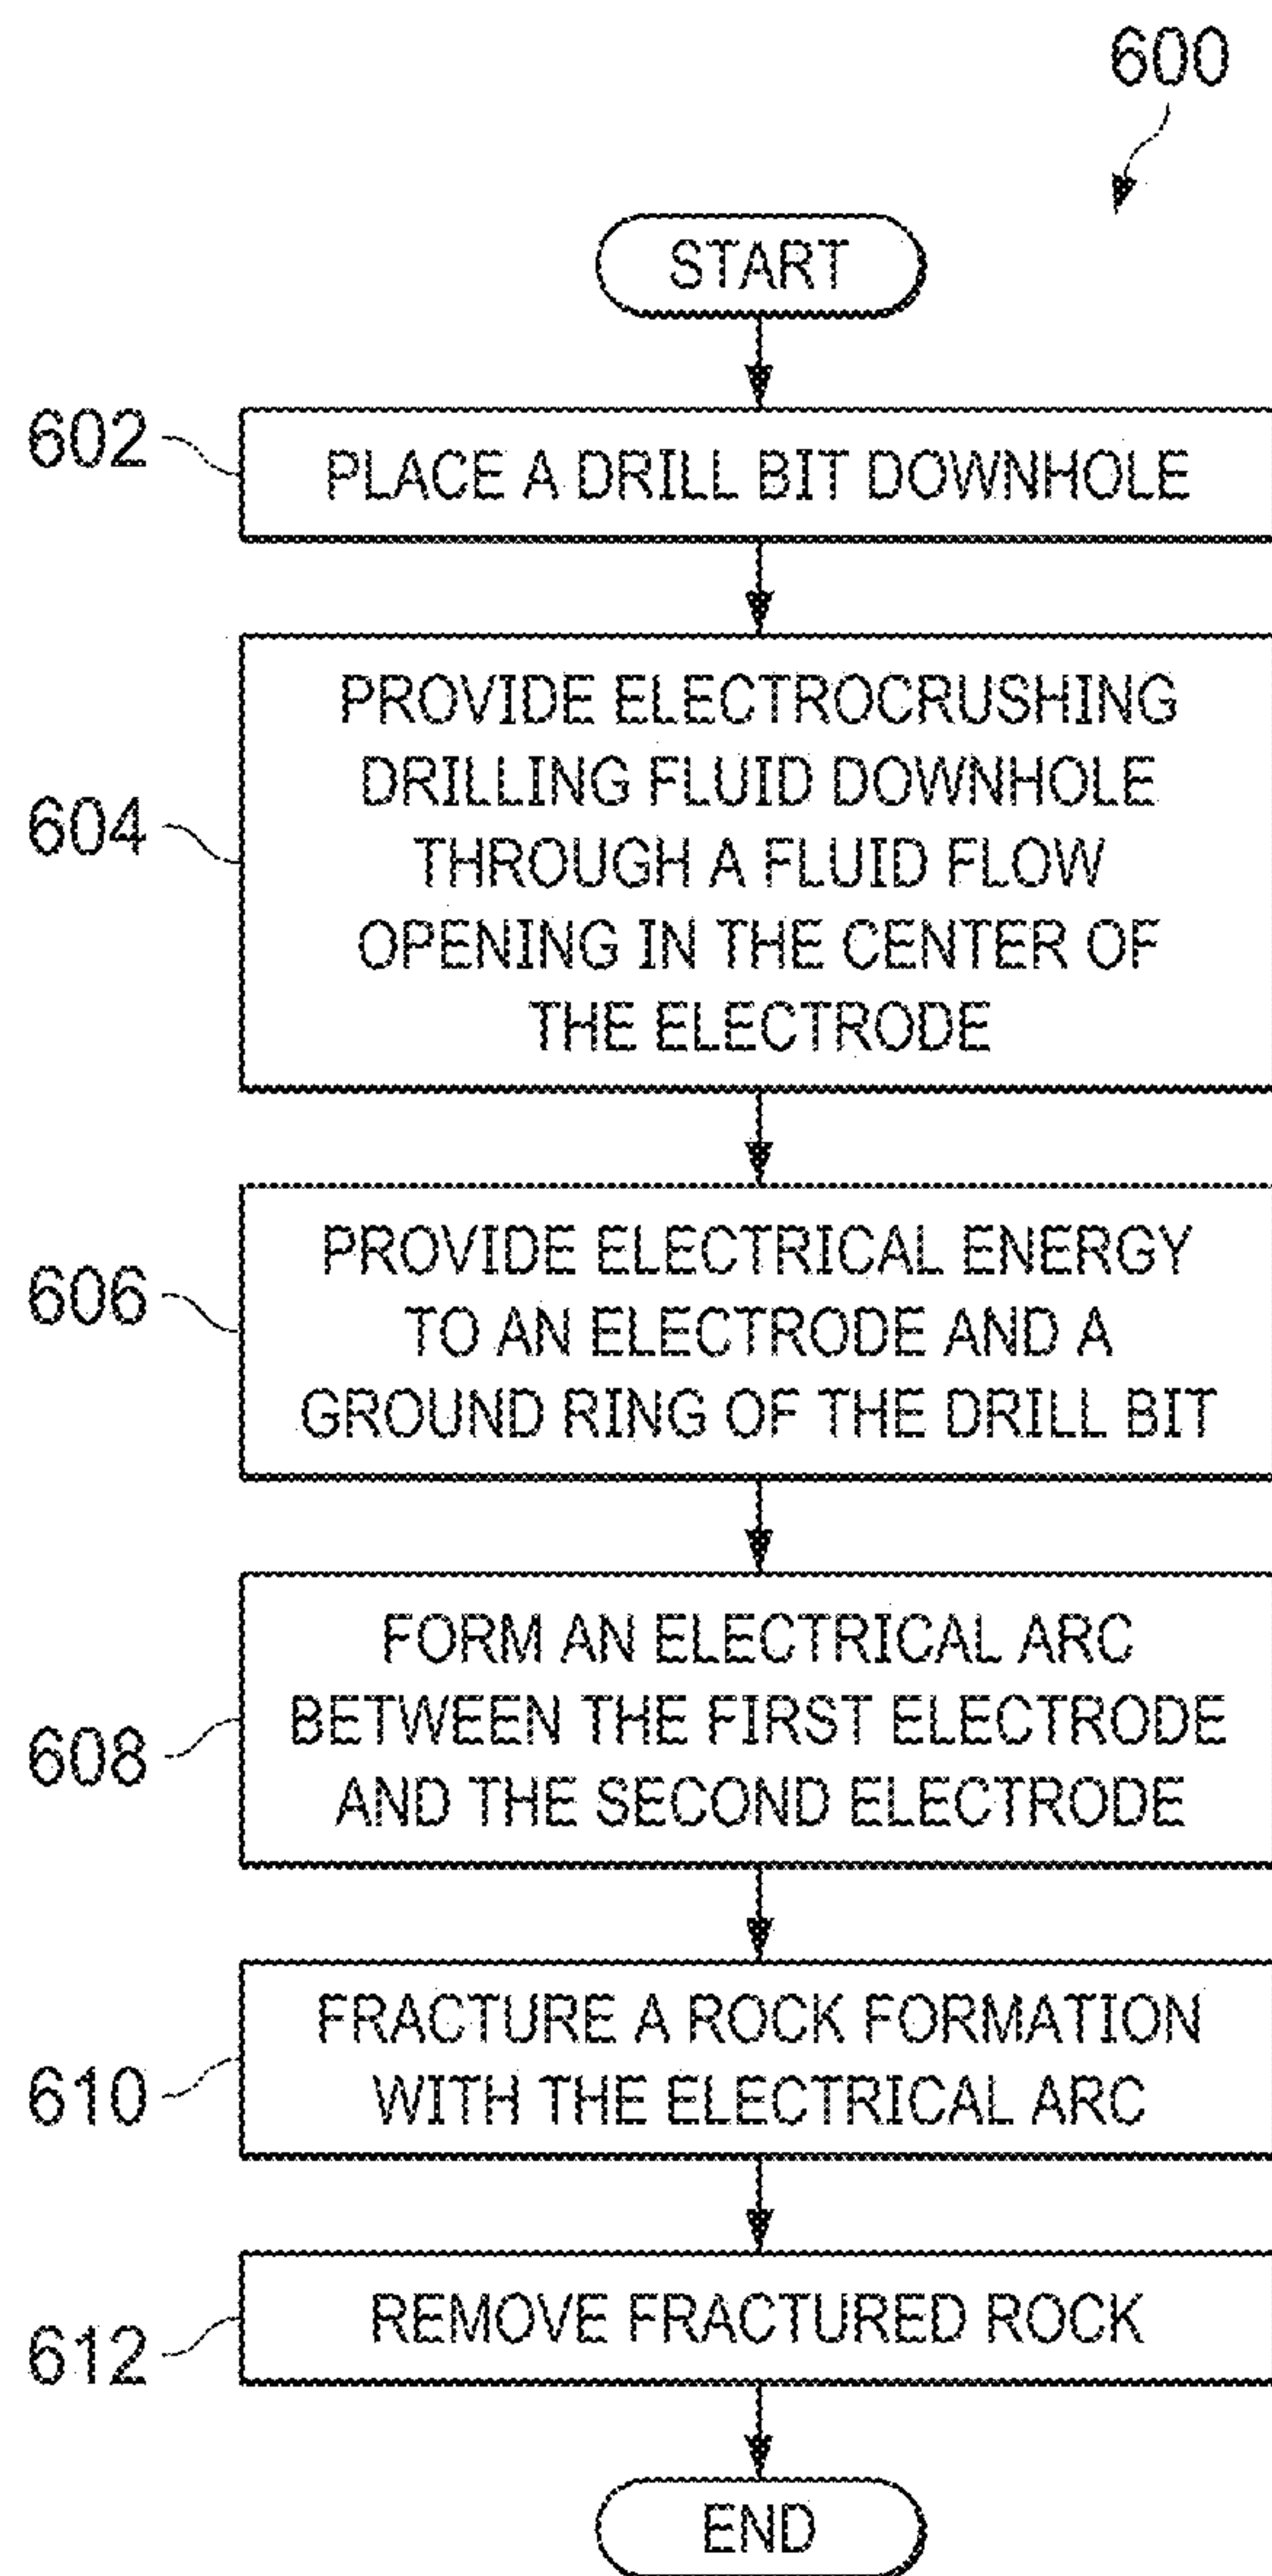 600
START
602
PLACE A DRILL BIT DOWNHOLE
604
PROVIDE ELECTROCRUSHING
DRILLING FLUID DOWNHOLE
THROUGH A FLUID FLOW
OPENING IN THE CENTER OF
THE ELECTRODE
606
PROVIDE ELECTRICAL ENERGY
TO AN ELECTRODE AND A
GROUND RING OF THE DRILL BIT
608
FORM AN ELECTRICAL ARC
BETWEEN THE FIRST ELECTRODE
AND THE SECOND ELECTRODE
610
FRACTURE A ROCK FORMATION
WITH THE ELECTRICAL ARC
612
REMOVE FRACTURED ROCK
END